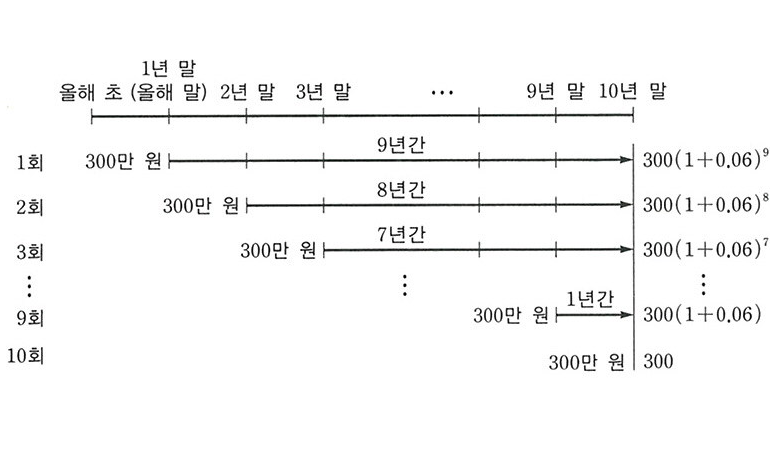 1년 말
올해 초 (올해 말) 2년 말 3년 말 … 9년 말 10년 말
1회 300만 원 9년간 300(1+0.06)⁹
2회 300만 원 8년간 300(1+0.06)⁸
3회 300만 원 7년간 300(1+0.06)⁷
⋮ ⋮ ⋮
9회 300만 원 1년간 300(1+0.06)
10회 300만 원 300